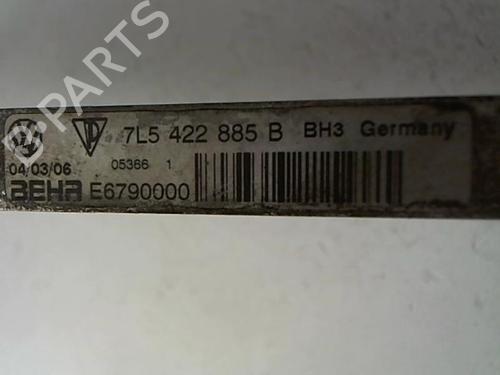 7L5 422 885 B BH3 Germany
04/03/06 05366 1
BEHR E6790000
B-PARTS